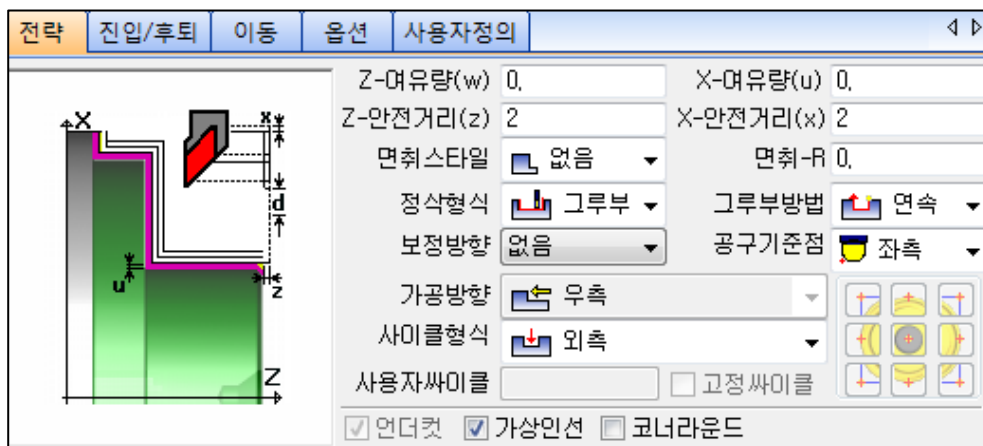 전략 진입/후퇴 이동 옵션 사용자정의
Z-여유량(w) 0, X-여유량(u) 0,
Z-안전거리(z) 2 X-안전거리(x) 2
면취스타일 없음 면취-R 0,
정삭형식 그루부 그루부방법 연속
보정방향 없음 공구기준점 좌측
가공방향 우측
사이클형식 외측
사용자싸이클 고정싸이클
언더컷 가상인선 코너라운드
X x
d
u z
Z